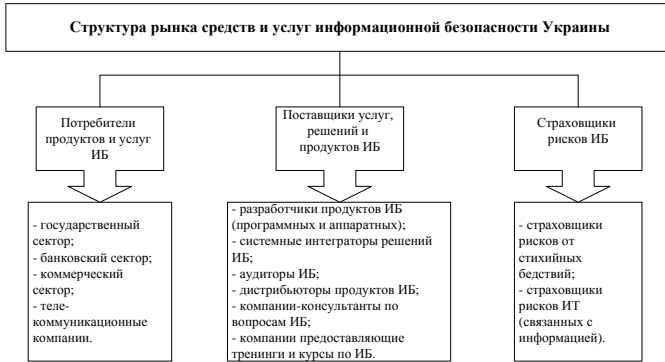 Структура рынка средств и услуг информационной безопасности Украины
Потребители
продуктов и услуг
ИБ
Поставщики услуг,
решений и
продуктов ИБ
Страховщики
рисков ИБ
- государственный
сектор;
- банковский сектор;
- коммерческий
сектор;
- теле-
коммуникационные
компании.
- разработчики продуктов ИБ
(программных и аппаратных);
- системные интеграторы решений
ИБ;
- аудиторы ИБ;
- дистрибьюторы продуктов ИБ;
- компании-консультанты по
вопросам ИБ;
- компании предоставляющие
тренинги и курсы по ИБ.
- страховщики
рисков от
стихийных
бедствий;
- страховщики
рисков ИТ
(связанных с
информацией).